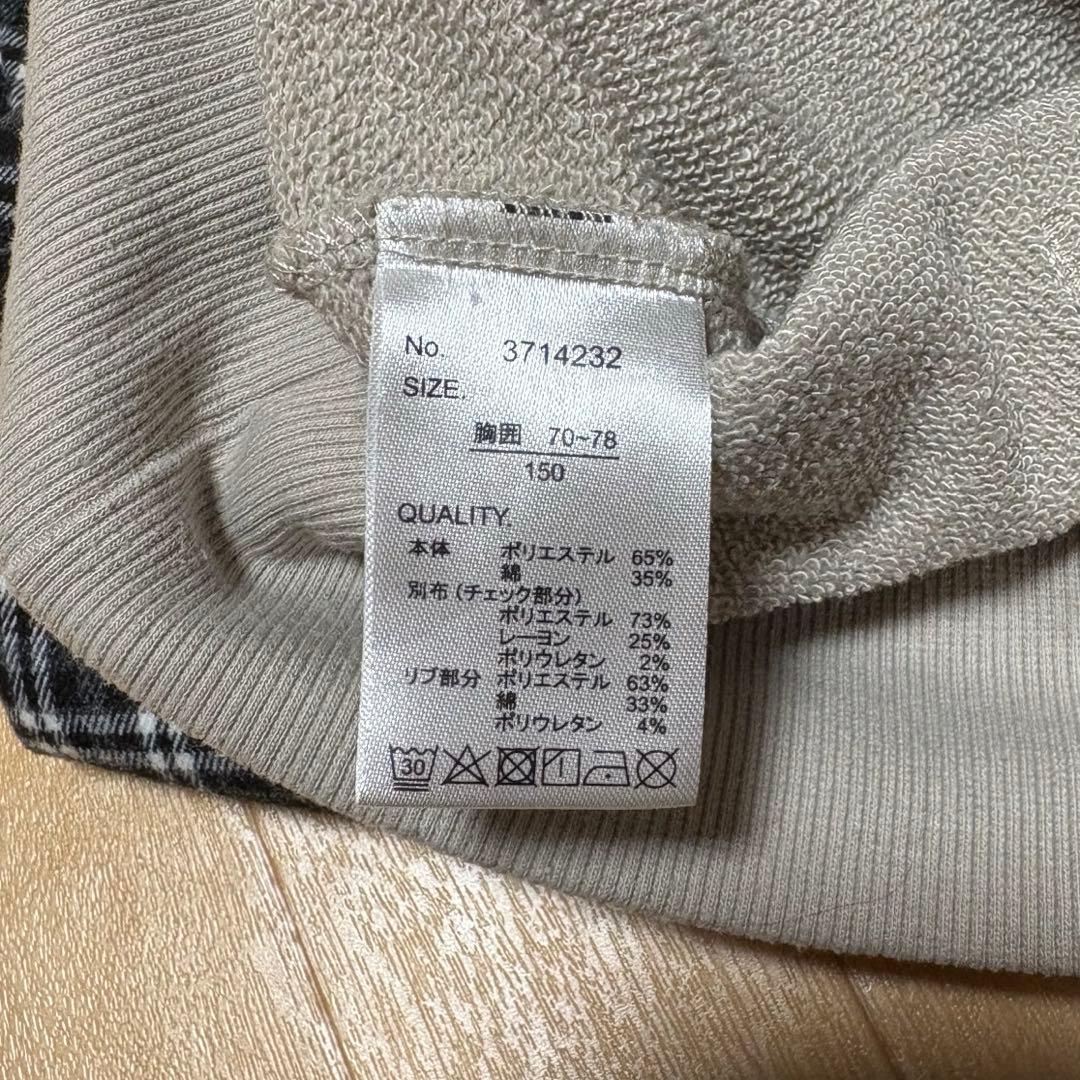 No. 3714232
SIZE.
胸囲 70~78
150
QUALITY.
本体 ポリエステル 65%
綿 35%
別布(チェック部分)
ポリエステル 73%
レーヨン 25%
ポリウレタン 2%
リブ部分 ポリエステル 63%
綿 33%
ポリウレタン 4%
30